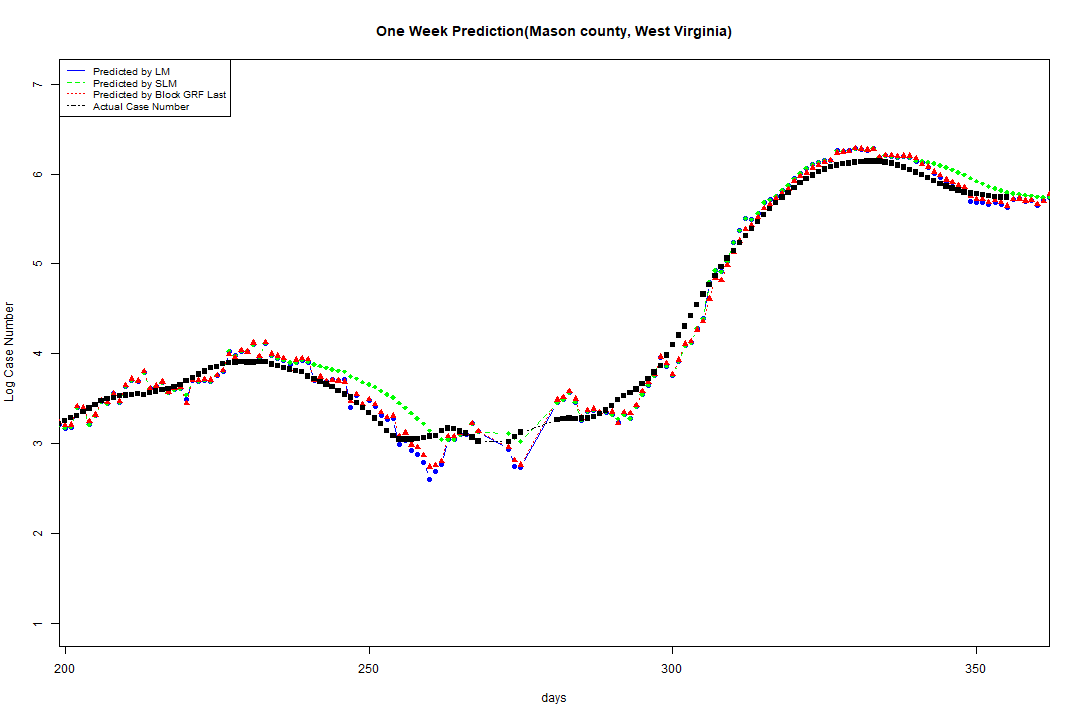 One Week Prediction(Mason county, West Virginia)
Predicted by LM
Predicted by SLM
Predicted by Block GRF Last
Actual Case Number
7
6
5
4
3
2
1
Log Case Number
200 250 300 350
days